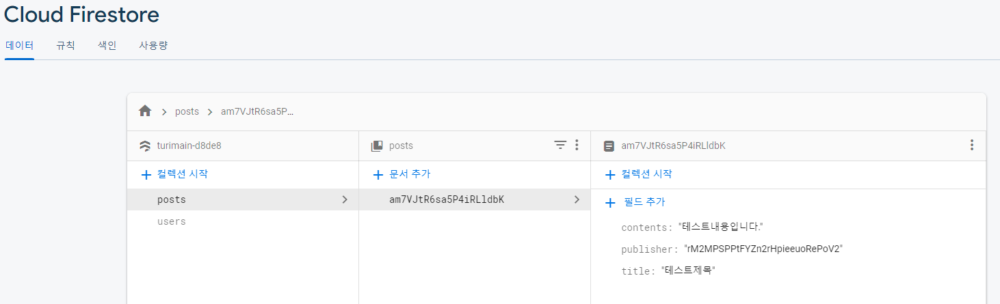 Cloud Firestore
데이터 규칙 색인 사용량
posts am7VJtR6sa5P...
turimain-d8de8 posts am7VJtR6sa5P4iRLldbK
컬렉션 시작 문서 추가 컬렉션 시작
posts am7VJtR6sa5P4iRLldbK 필드 추가
users contents: "테스트내용입니다."
publisher: "rM2MPSPPtFYZn2rHpieeuoRePoV2"
title: "테스트제목"